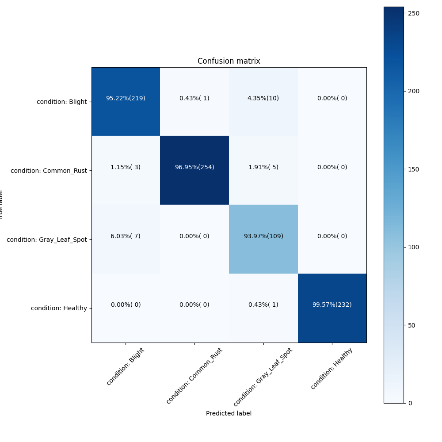 Confusion matrix
condition: Blight
95.22%(219) 0.43%( 1) 4.35%(10) 0.00%( 0)
condition: Common_Rust
1.15%( 3) 96.95%(254) 1.91%( 5) 0.00%( 0)
condition: Gray_Leaf_Spot
6.03%( 7) 0.00%( 0) 93.97%(109) 0.00%( 0)
condition: Healthy
0.00%( 0) 0.00%( 0) 0.43%( 1) 99.57%(232)
condition: Blight
condition: Common_Rust
condition: Gray_Leaf_Spot
condition: Healthy
Predicted label
250
200
150
100
50
0